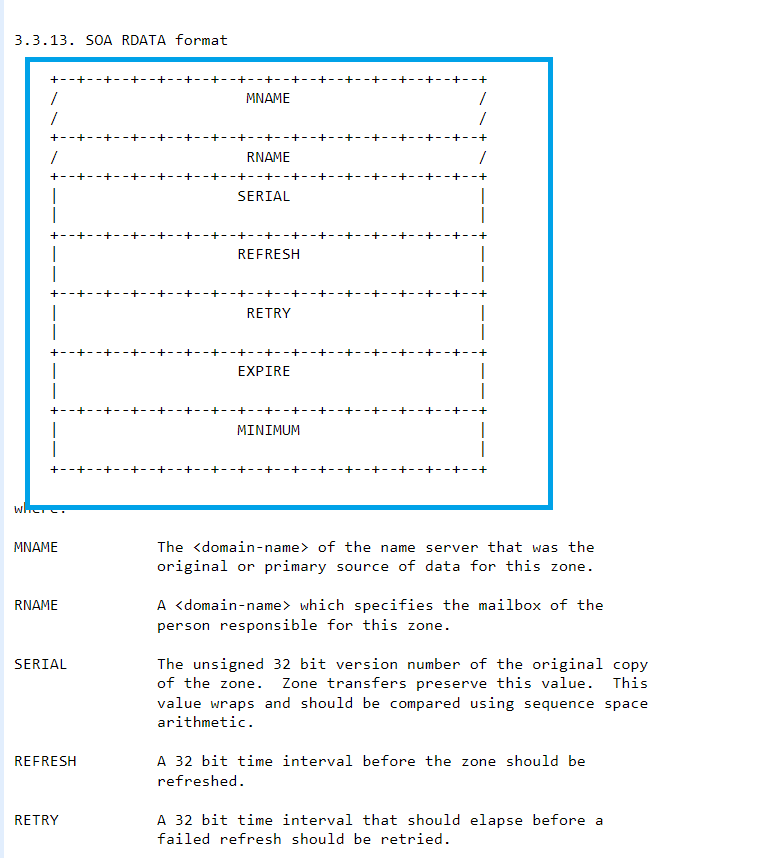 3.3.13. SOA RDATA format
+--+--+--+--+--+--+--+--+--+--+--+--+--+--+--+--+
/                     MNAME                     /
/                                               /
+--+--+--+--+--+--+--+--+--+--+--+--+--+--+--+--+
/                     RNAME                     /
+--+--+--+--+--+--+--+--+--+--+--+--+--+--+--+--+
|                    SERIAL                     |
|                                               |
+--+--+--+--+--+--+--+--+--+--+--+--+--+--+--+--+
|                    REFRESH                    |
|                                               |
+--+--+--+--+--+--+--+--+--+--+--+--+--+--+--+--+
|                     RETRY                     |
|                                               |
+--+--+--+--+--+--+--+--+--+--+--+--+--+--+--+--+
|                    EXPIRE                     |
|                                               |
+--+--+--+--+--+--+--+--+--+--+--+--+--+--+--+--+
|                    MINIMUM                    |
|                                               |
+--+--+--+--+--+--+--+--+--+--+--+--+--+--+--+--+
where:
MNAME           The <domain-name> of the name server that was the
original or primary source of data for this zone.
RNAME           A <domain-name> which specifies the mailbox of the
person responsible for this zone.
SERIAL          The unsigned 32 bit version number of the original copy
of the zone.  Zone transfers preserve this value.  This
value wraps and should be compared using sequence space
arithmetic.
REFRESH         A 32 bit time interval before the zone should be
refreshed.
RETRY           A 32 bit time interval that should elapse before a
failed refresh should be retried.